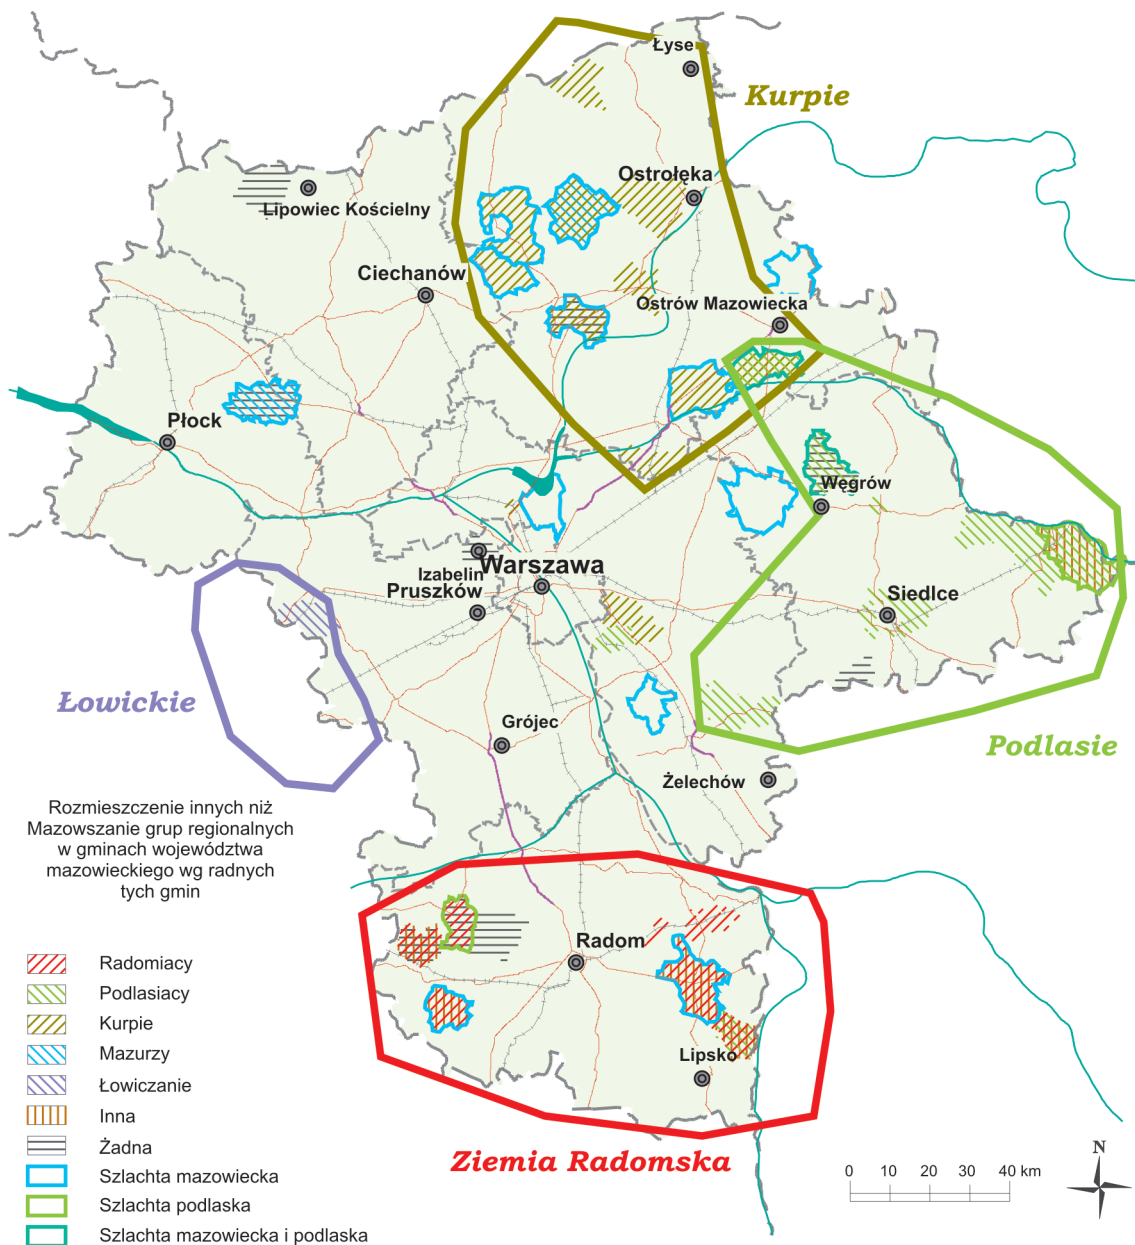 Łyse
Kurpie
Ostrołęka
Lipowiec Kościelny
Ciechanów
Ostrów Mazowiecka
Płock
Węgrów
Izabelin
Warszawa
Pruszków
Siedlce
Łowickie
Grójec
Podlasie
Żelechów
Rozmieszczenie innych niż
Mazowszanie grup regionalnych
w gminach województwa
mazowieckiego wg radnych
tych gmin
Radom
Lipsko
Ziemia Radomska
Radomiacy
Podlasiacy
Kurpie
Mazurzy
Łowiczanie
Inna
Żadna
Szlachta mazowiecka
Szlachta podlaska
Szlachta mazowiecka i podlaska
0 10 20 30 40 km
N